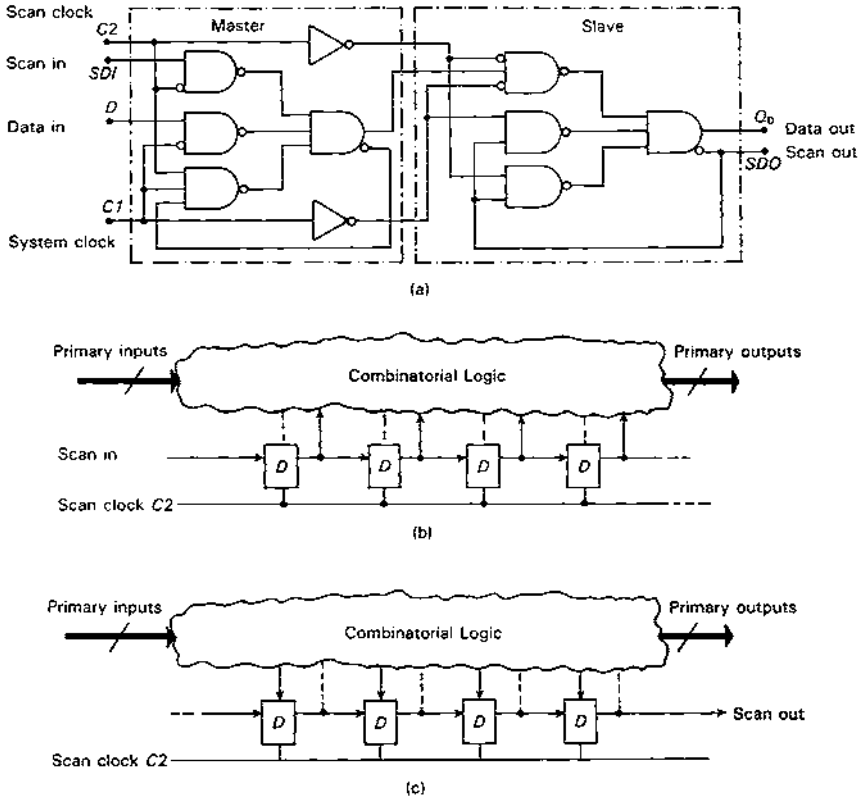 Scan clock
C2
Master
Slave
Scan in
SDI
D
Data in
Q_D
Data out
Scan out
SDO
C1
System clock
(a)
Primary inputs
Primary outputs
Combinatorial Logic
Scan in
D D D D
Scan clock C2
(b)
Primary inputs
Primary outputs
Combinatorial Logic
D D D D
Scan out
Scan clock C2
(c)